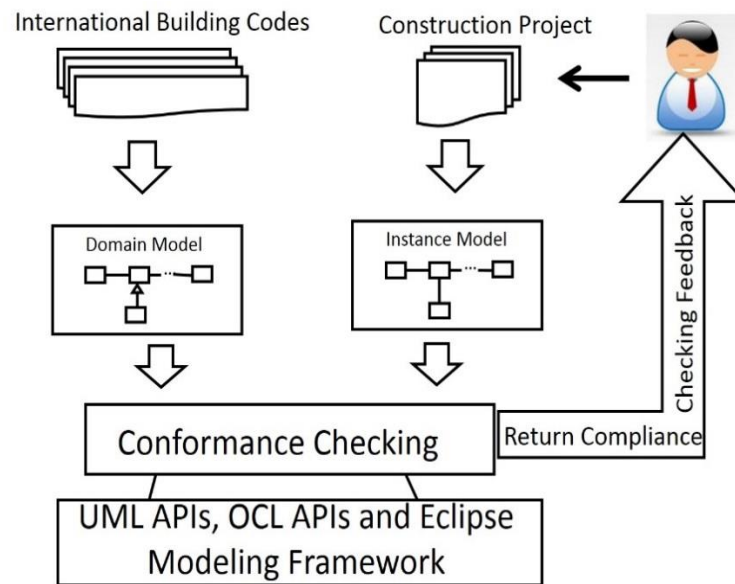 International Building Codes
Construction Project
Domain Model
...
Instance Model
...
Conformance Checking
Return Compliance
Checking Feedback
UML APIs, OCL APIs and Eclipse
Modeling Framework